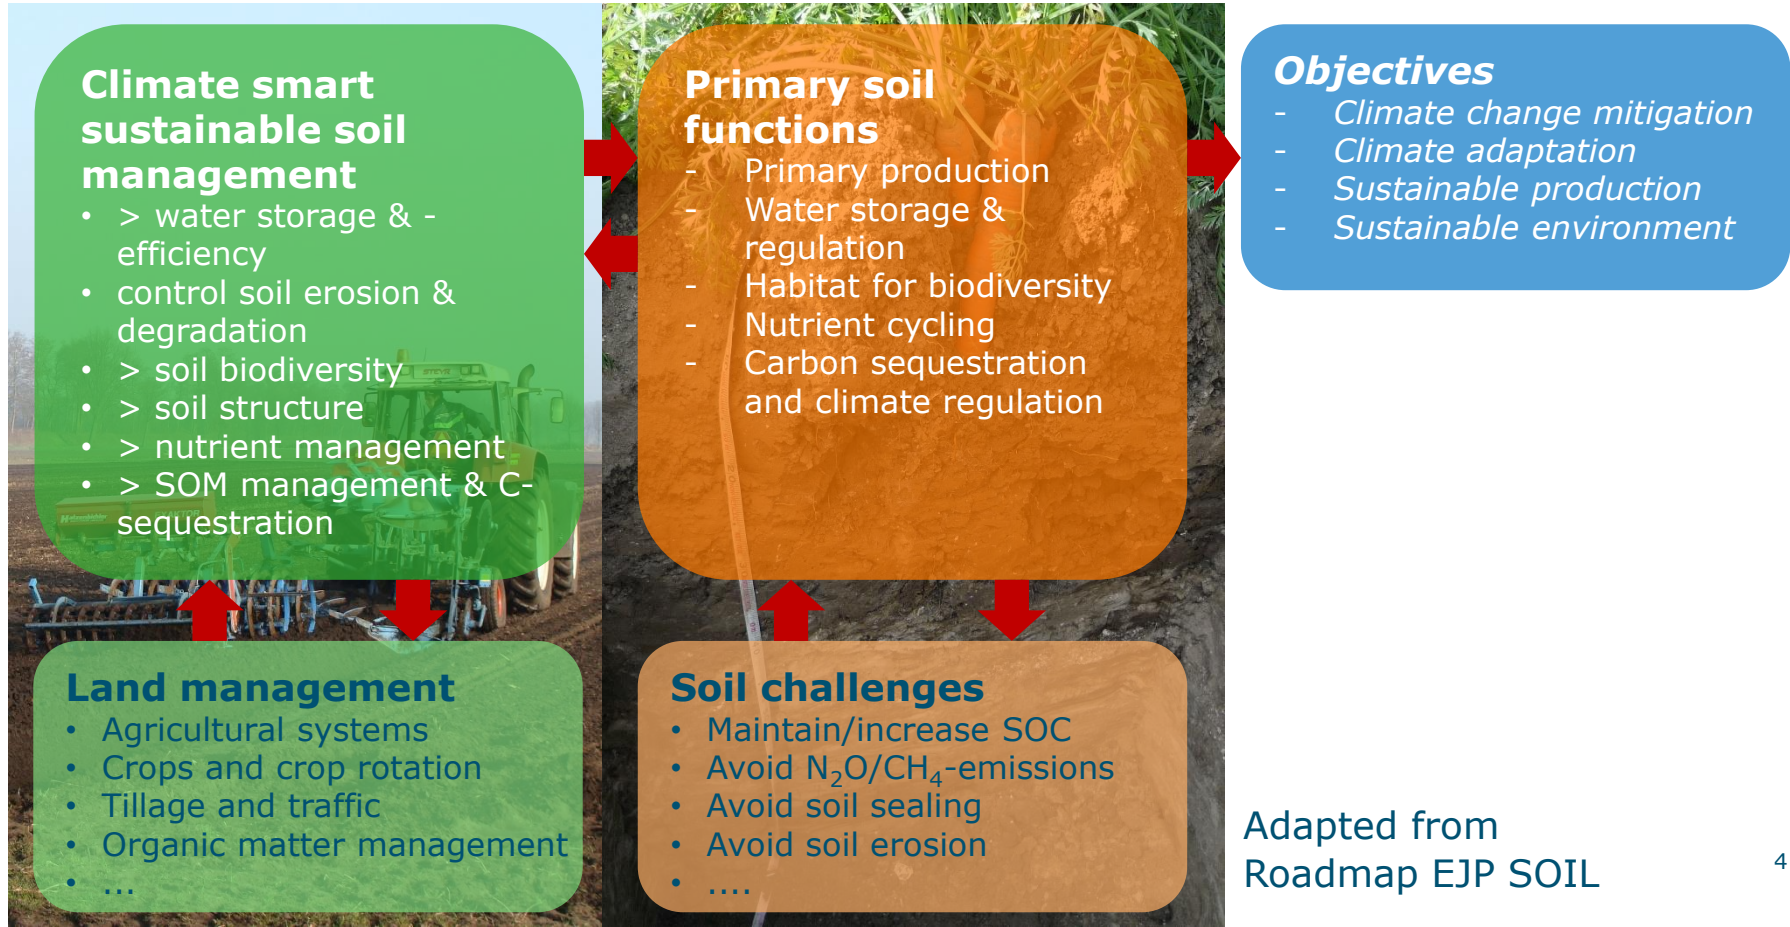 Climate smart
sustainable soil
management
• > water storage & -
efficiency
• control soil erosion &
degradation
• > soil biodiversity
• > soil structure
• > nutrient management
• > SOM management & C-
sequestration
Land management
• Agricultural systems
• Crops and crop rotation
• Tillage and traffic
• Organic matter management
• ...
Primary soil
functions
- Primary production
- Water storage &
regulation
- Habitat for biodiversity
- Nutrient cycling
- Carbon sequestration
and climate regulation
Soil challenges
• Maintain/increase SOC
• Avoid N₂O/CH₄-emissions
• Avoid soil sealing
• Avoid soil erosion
• ....
Objectives
- Climate change mitigation
- Climate adaptation
- Sustainable production
- Sustainable environment
Adapted from
Roadmap EJP SOIL
4
STEYR